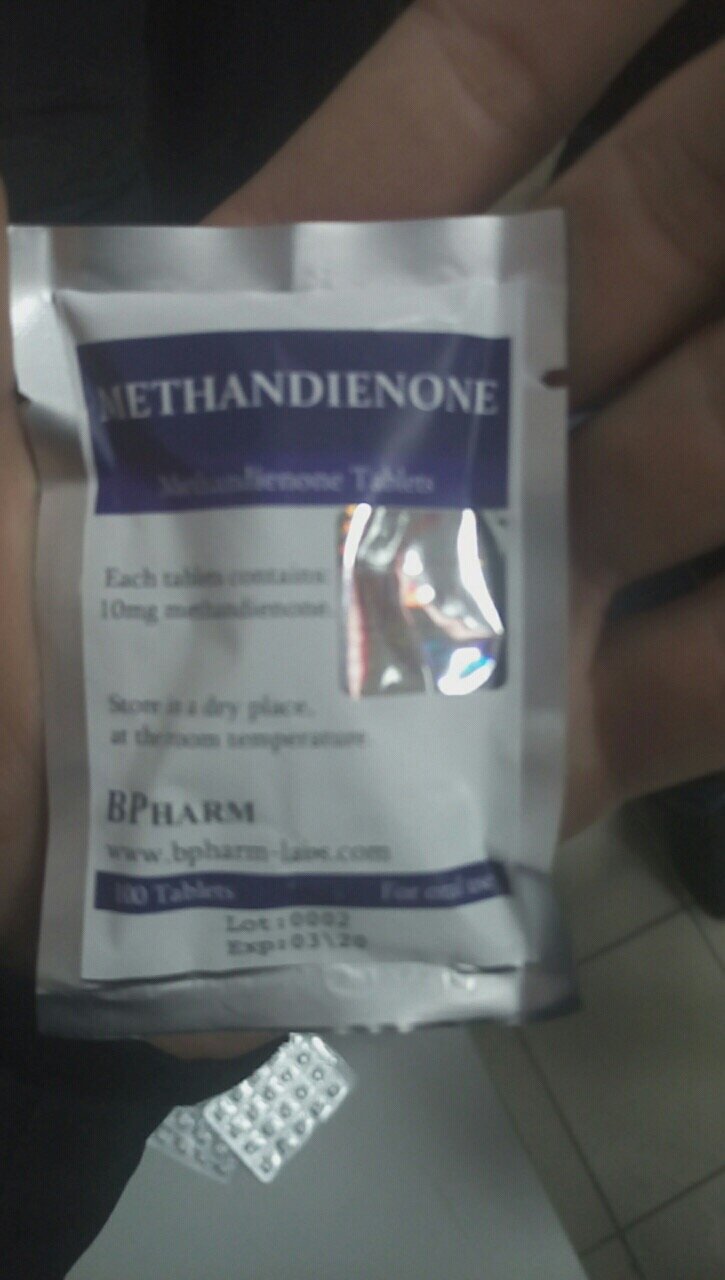 METHANDIENONE
Methandienone Tablets
Each tablet contains:
10mg methandienone.
Store in a dry place,
at the room temperature
BPHARM
www.bpharm-labs.com
100 Tablets For oral use
Lot:0002
Exp:03\20